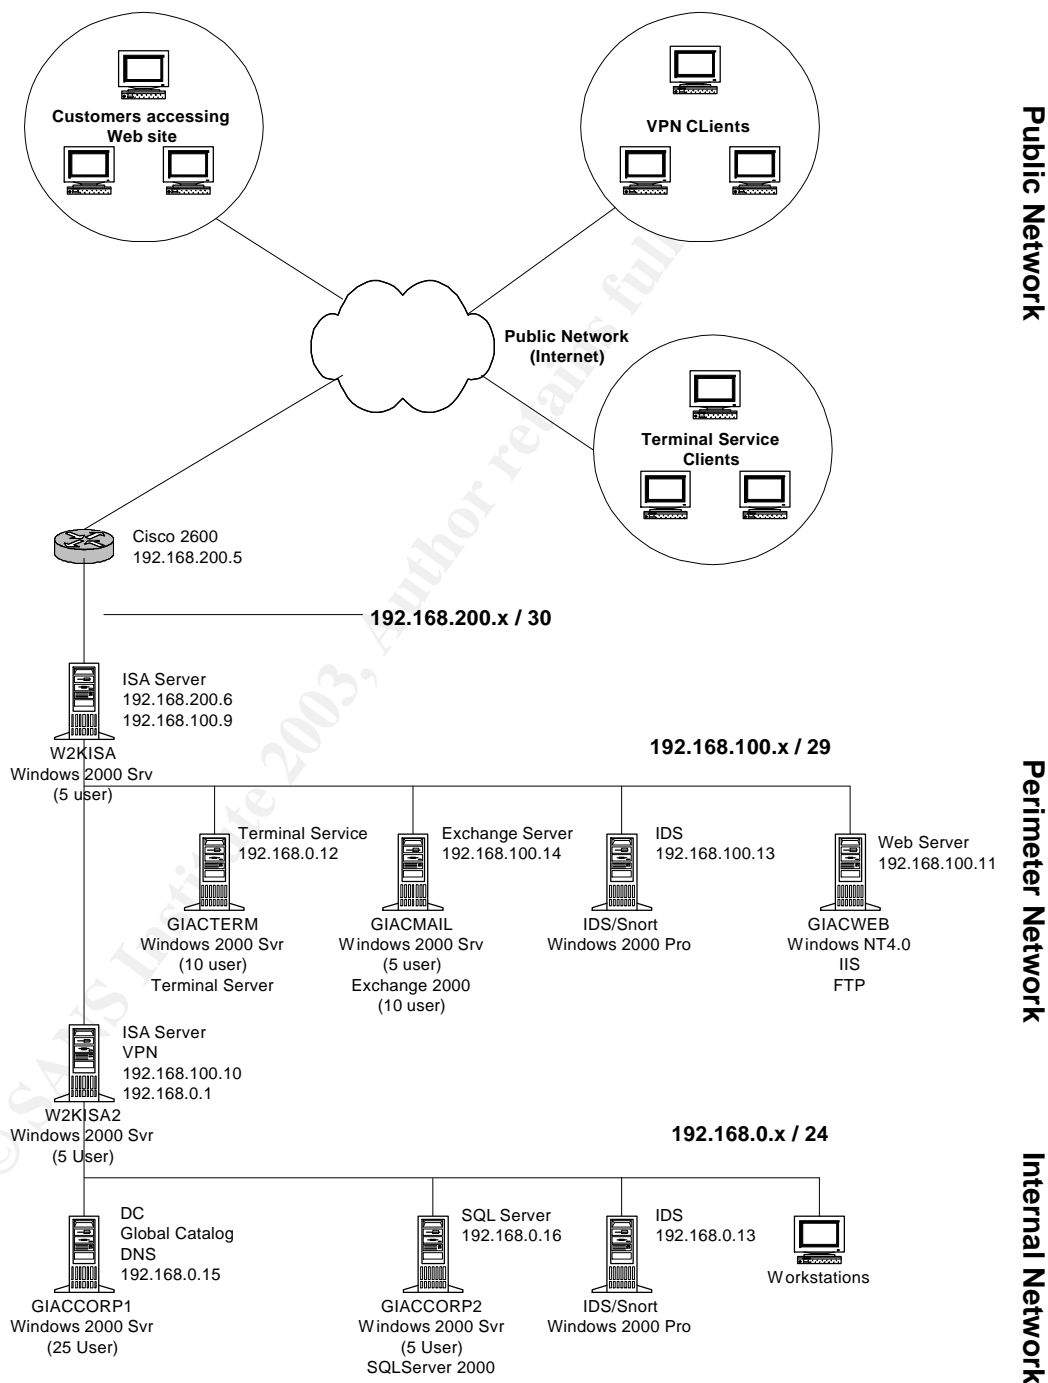 Customers accessing
Web site
VPN CLients
Public Network
Public Network
(Internet)
Terminal Service
Clients
Cisco 2600
192.168.200.5
192.168.200.x / 30
ISA Server
192.168.200.6
192.168.100.9
W2KISA
Windows 2000 Srv
(5 user)
192.168.100.x / 29
Perimeter Network
Terminal Service
192.168.0.12
GIACTERM
Windows 2000 Svr
(10 user)
Terminal Server
Exchange Server
192.168.100.14
GIACMAIL
Windows 2000 Srv
(5 user)
Exchange 2000
(10 user)
IDS
192.168.100.13
IDS/Snort
Windows 2000 Pro
Web Server
192.168.100.11
GIACWEB
Windows NT4.0
IIS
FTP
ISA Server
VPN
192.168.100.10
192.168.0.1
W2KISA2
Windows 2000 Svr
(5 User)
192.168.0.x / 24
Internal Network
DC
Global Catalog
DNS
192.168.0.15
GIACCORP1
Windows 2000 Svr
(25 User)
SQL Server
192.168.0.16
GIACCORP2
Windows 2000 Svr
(5 User)
SQLServer 2000
IDS
192.168.0.13
IDS/Snort
Windows 2000 Pro
Workstations
© SANS Institute 2003, Author retains full